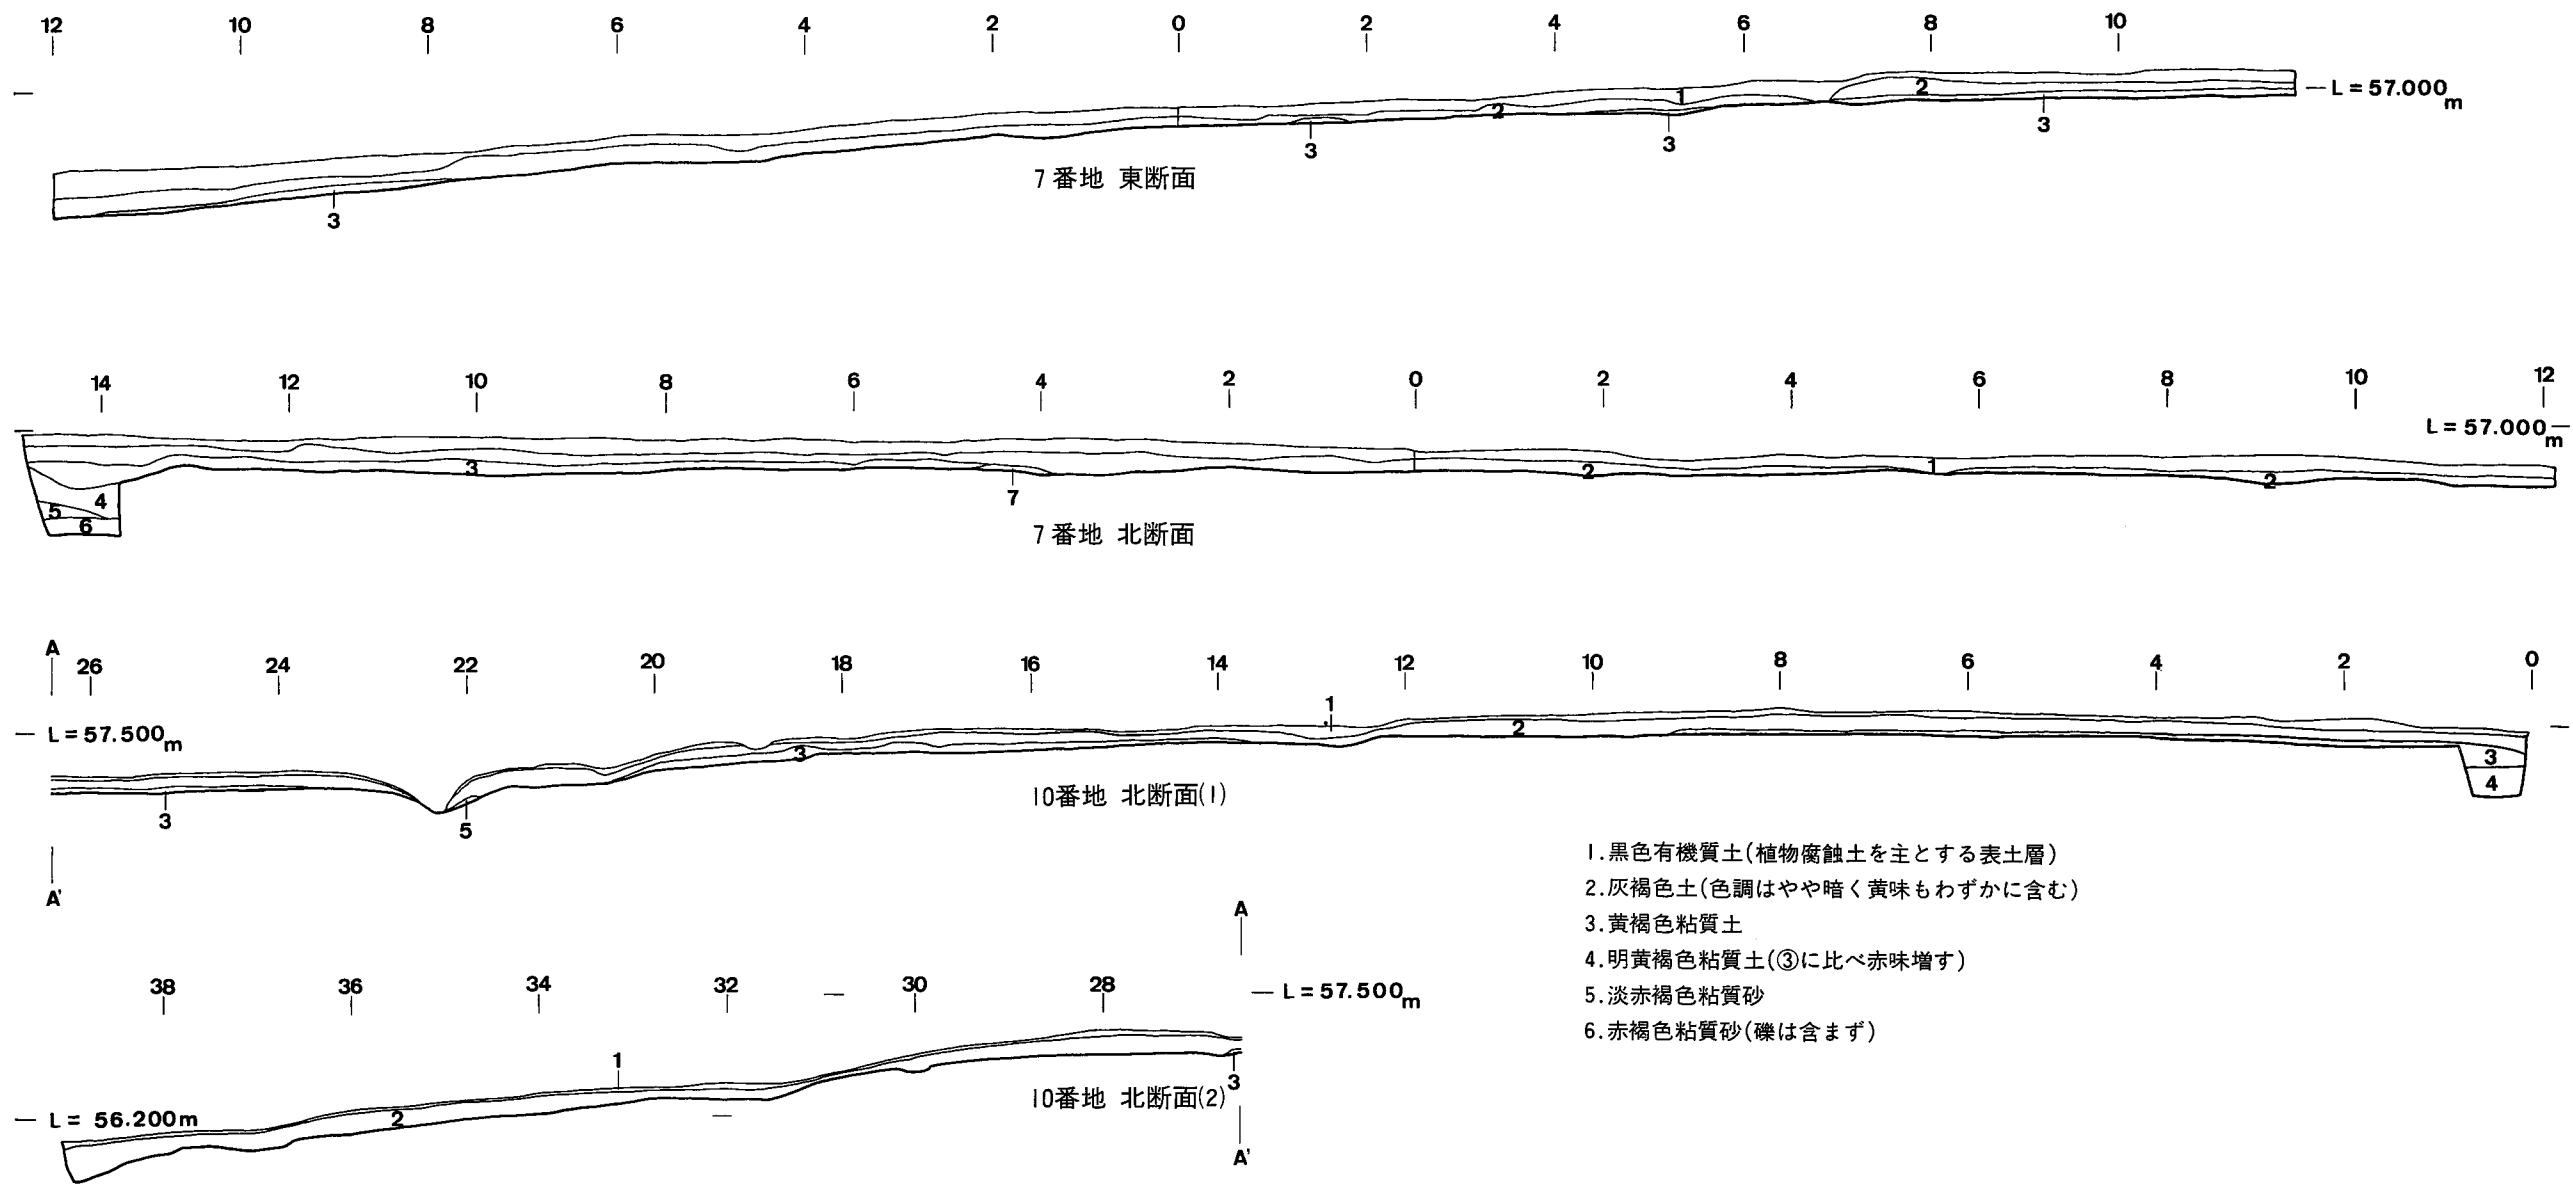 12 10 8 6 4 2 0 2 4 6 8 10
L = 57.000m
1 2 2 3 3 3 3
7番地 東断面
14 12 10 8 6 4 2 0 2 4 6 8 10 12
L = 57.000m
3 2 1 2
4 7
5
6
7番地 北断面
A
26 24 22 20 18 16 14 12 10 8 6 4 2 0
1
L = 57.500m
2
3 3
4
3 5
10番地 北断面(1)
A'
1.黒色有機質土(植物腐蝕土を主とする表土層)
2.灰褐色土(色調はやや暗く黄味もわずかに含む)
3.黄褐色粘質土
4.明黄褐色粘質土(③に比べ赤味増す)
5.淡赤褐色粘質砂
6.赤褐色粘質砂(礫は含まず)
A
38 36 34 32 30 28
L = 57.500m
1
3
10番地 北断面(2)
L = 56.200m
2
A'